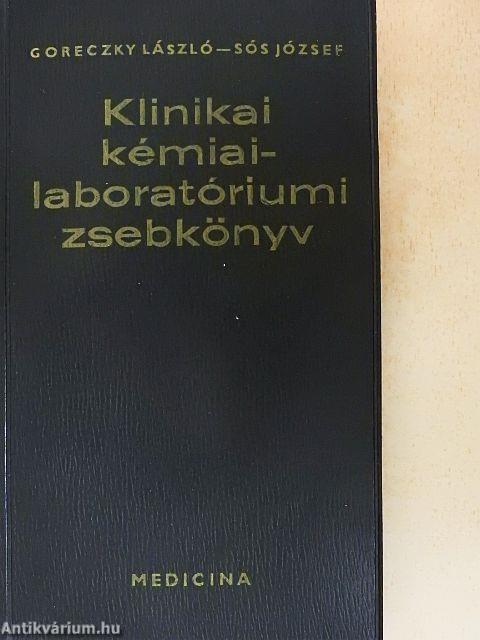 GORECZKY LÁSZLÓ—SÓS JÓZSEF
Klinikai
kémiai-
laboratóriumi
zsebkönyv
MEDICINA
Antikvárium.hu